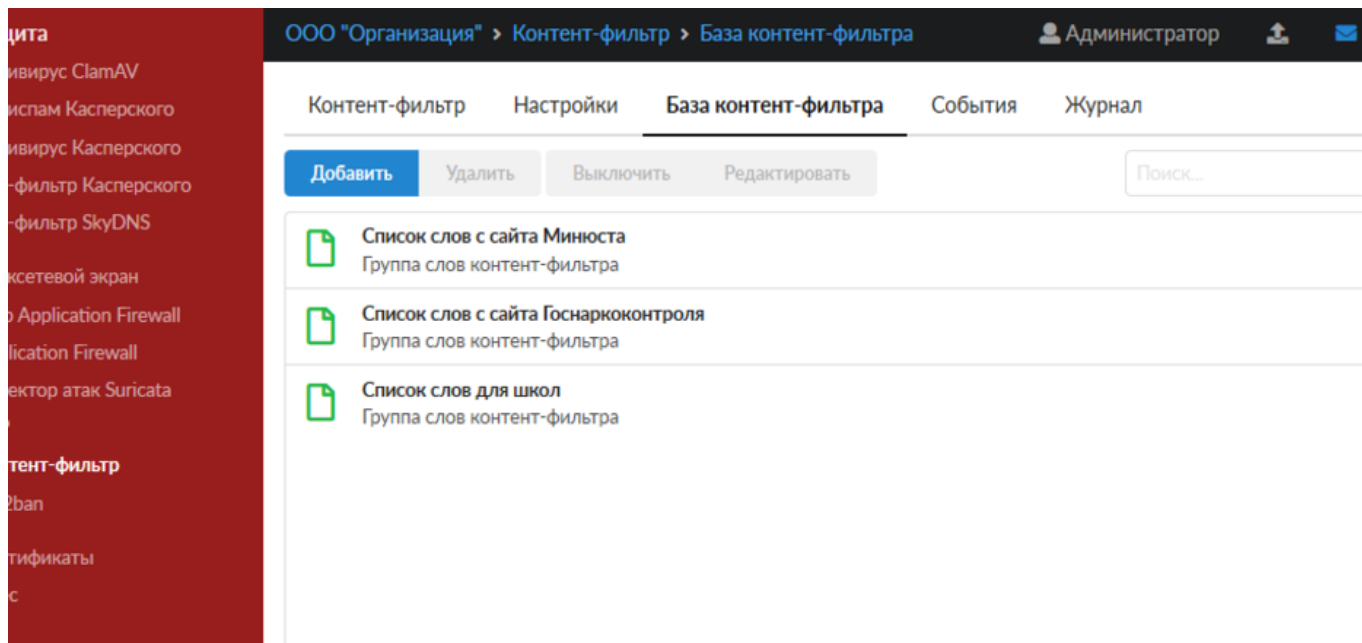 щита
ивирус ClamAV
испам Касперского
ивирус Касперского
-фильтр Касперского
-фильтр SkyDNS
ксетевой экран
Application Firewall
lication Firewall
ектор атак Suricata
тент-фильтр
2ban
тификаты
с
ООО "Организация" > Контент-фильтр > База контент-фильтра Администратор
Контент-фильтр Настройки База контент-фильтра События Журнал
Добавить Удалить Выключить Редактировать Поиск...
Список слов с сайта Минюста
Группа слов контент-фильтра
Список слов с сайта Госнаркоконтроля
Группа слов контент-фильтра
Список слов для школ
Группа слов контент-фильтра